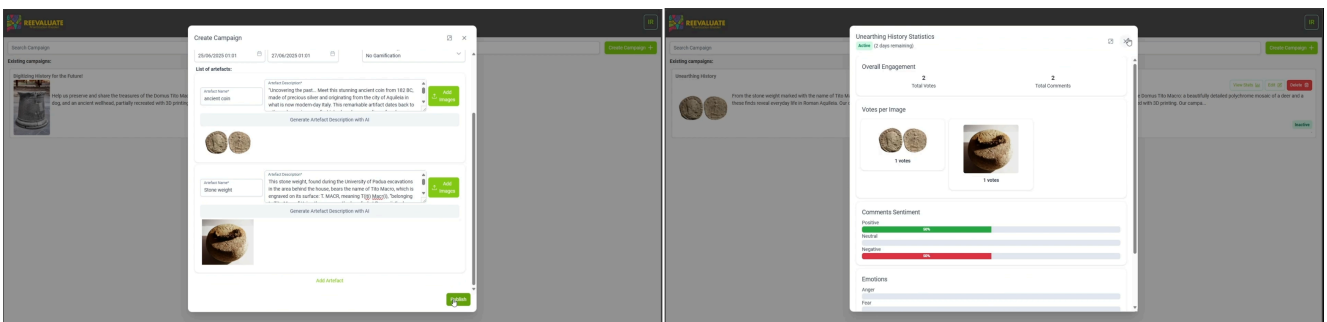 REEVALUATE
IR
Search Campaign
Create Campaign +
Existing campaigns:
Digitising History for the Future!
Help us preserve and share the treasures of the Domus Tito Ma
dog, and an ancient wellhead, partially recreated with 3D printing
Create Campaign
25/06/2025 01:01
27/06/2025 01:01
No Gamification
List of artefacts:
Artefact Name*
ancient coin
Artefact Description*
"Uncovering the past... Meet this stunning ancient coin from 182 BC,
made of precious silver and originating from the city of Aquileia in
what is now modern-day Italy. This remarkable artifact dates back to
Add
Images
Generate Artefact Description with AI
Artefact Name*
Stone weight
Artefact Description*
This stone weight, found during the University of Padua excavations
in the area behind the house, bears the name of Tito Macro, which is
engraved on its surface: T. MACR, meaning T(iti) Macr(i), "belonging
Add
Images
Generate Artefact Description with AI
Add Artefact
Publish
REEVALUATE
IR
Search Campaign
Create Campaign +
Existing campaigns:
Unearthing History
From the stone weight marked with the name of Tito M
these finds reveal everyday life in Roman Aquileia. Our
View Stats
Edit
Delete
e Domus Tito Macro: a beautifully detailed polychrome mosaic of a deer and a
ed with 3D printing. Our campa...
Inactive
Unearthing History Statistics
Active (2 days remaining)
Overall Engagement
2
Total Votes
2
Total Comments
Votes per Image
1 votes
1 votes
Comments Sentiment
Positive
50%
Neutral
Negative
50%
Emotions
Anger
Fear